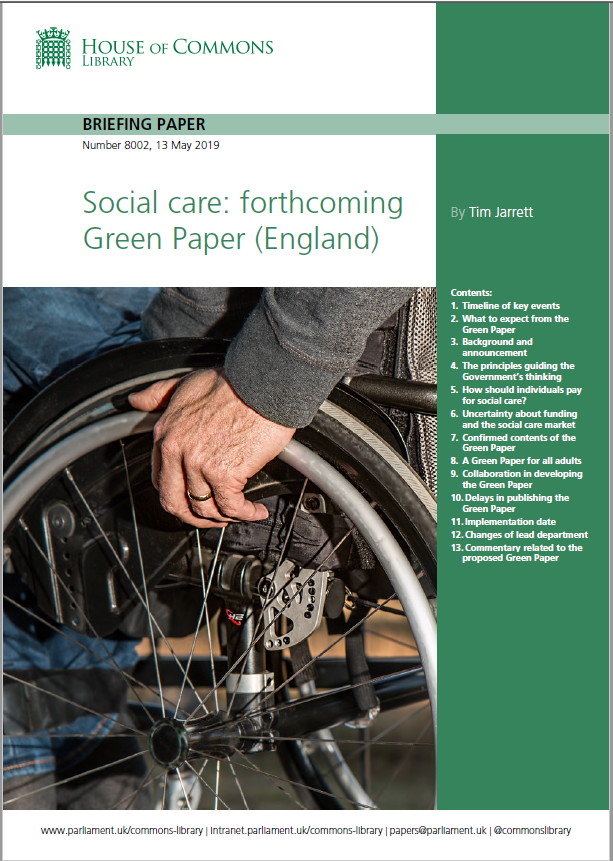 HOUSE OF COMMONS
LIBRARY
BRIEFING PAPER
Number 8002, 13 May 2019
Social care: forthcoming
Green Paper (England)
By Tim Jarrett
Contents:
1. Timeline of key events
2. What to expect from the
Green Paper
3. Background and
announcement
4. The principles guiding the
Government's thinking
5. How should individuals pay
for social care?
6. Uncertainty about funding
and the social care market
7. Confirmed contents of the
Green Paper
8. A Green Paper for all adults
9. Collaboration in developing
the Green Paper
10. Delays in publishing the
Green Paper
11. Implementation date
12. Changes of lead department
13. Commentary related to the
proposed Green Paper
www.parliament.uk/commons-library | intranet.parliament.uk/commons-library | papers@parliament.uk | @commonslibrary